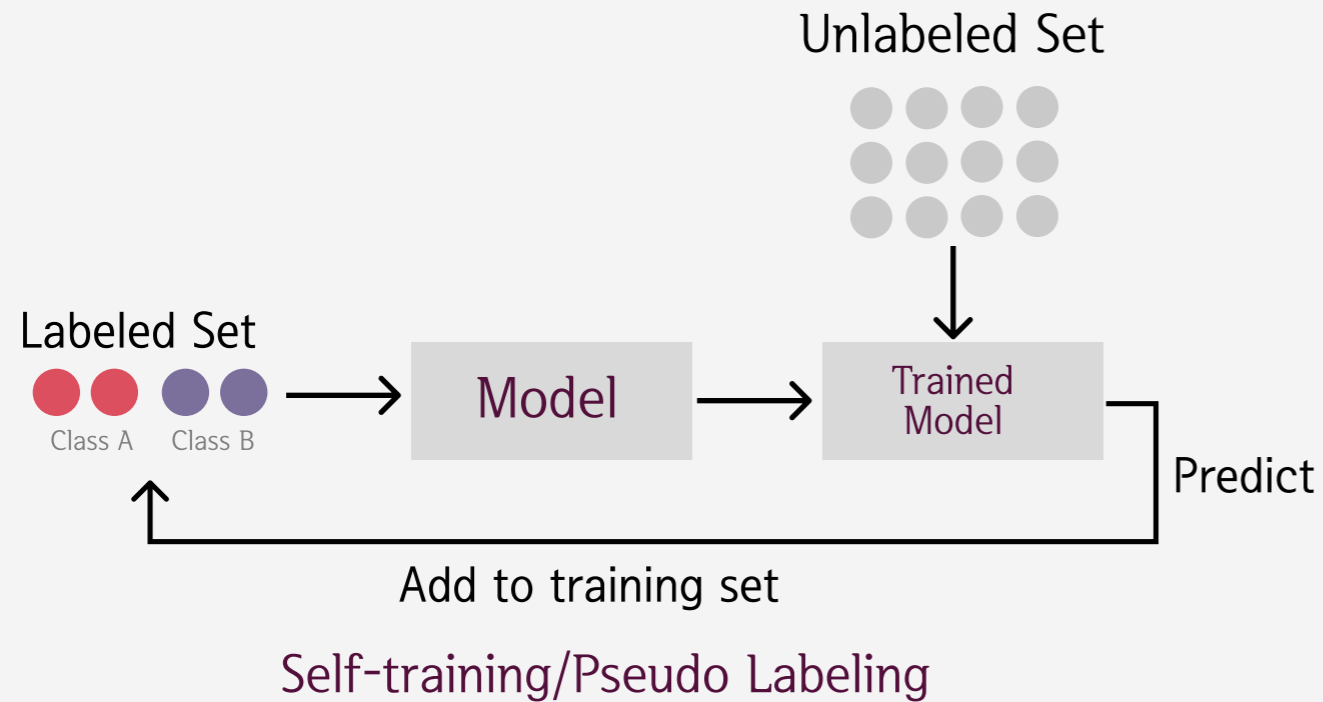 Unlabeled Set
Labeled Set
Class A
Class B
Model
Trained
Model
Predict
Add to training set
Self-training/Pseudo Labeling